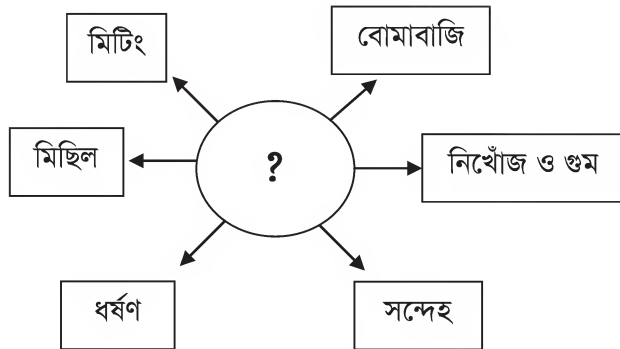 মিটিং
বোমাবাজি
মিছিল
?
নিখোঁজ ও গুম
ধর্ষণ
সন্দেহ